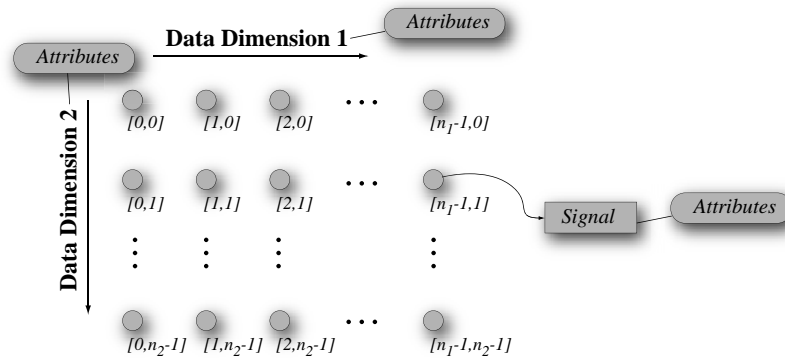 Attributes
Data Dimension 1
Attributes
Data Dimension 2
[0,0] [1,0] [2,0] ... [n1-1,0]
[0,1] [1,1] [2,1] ... [n1-1,1]
Signal
Attributes
[0,n2-1] [1,n2-1] [2,n2-1] ... [n1-1,n2-1]